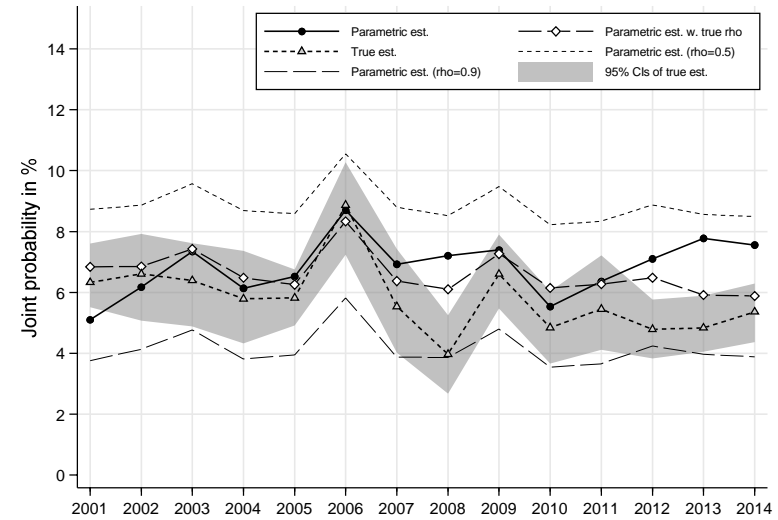 Parametric est.
Parametric est. w. true rho
True est.
Parametric est. (rho=0.5)
Parametric est. (rho=0.9)
95% CIs of true est.
Joint probability in %
14
12
10
8
6
4
2
0
2001 2002 2003 2004 2005 2006 2007 2008 2009 2010 2011 2012 2013 2014